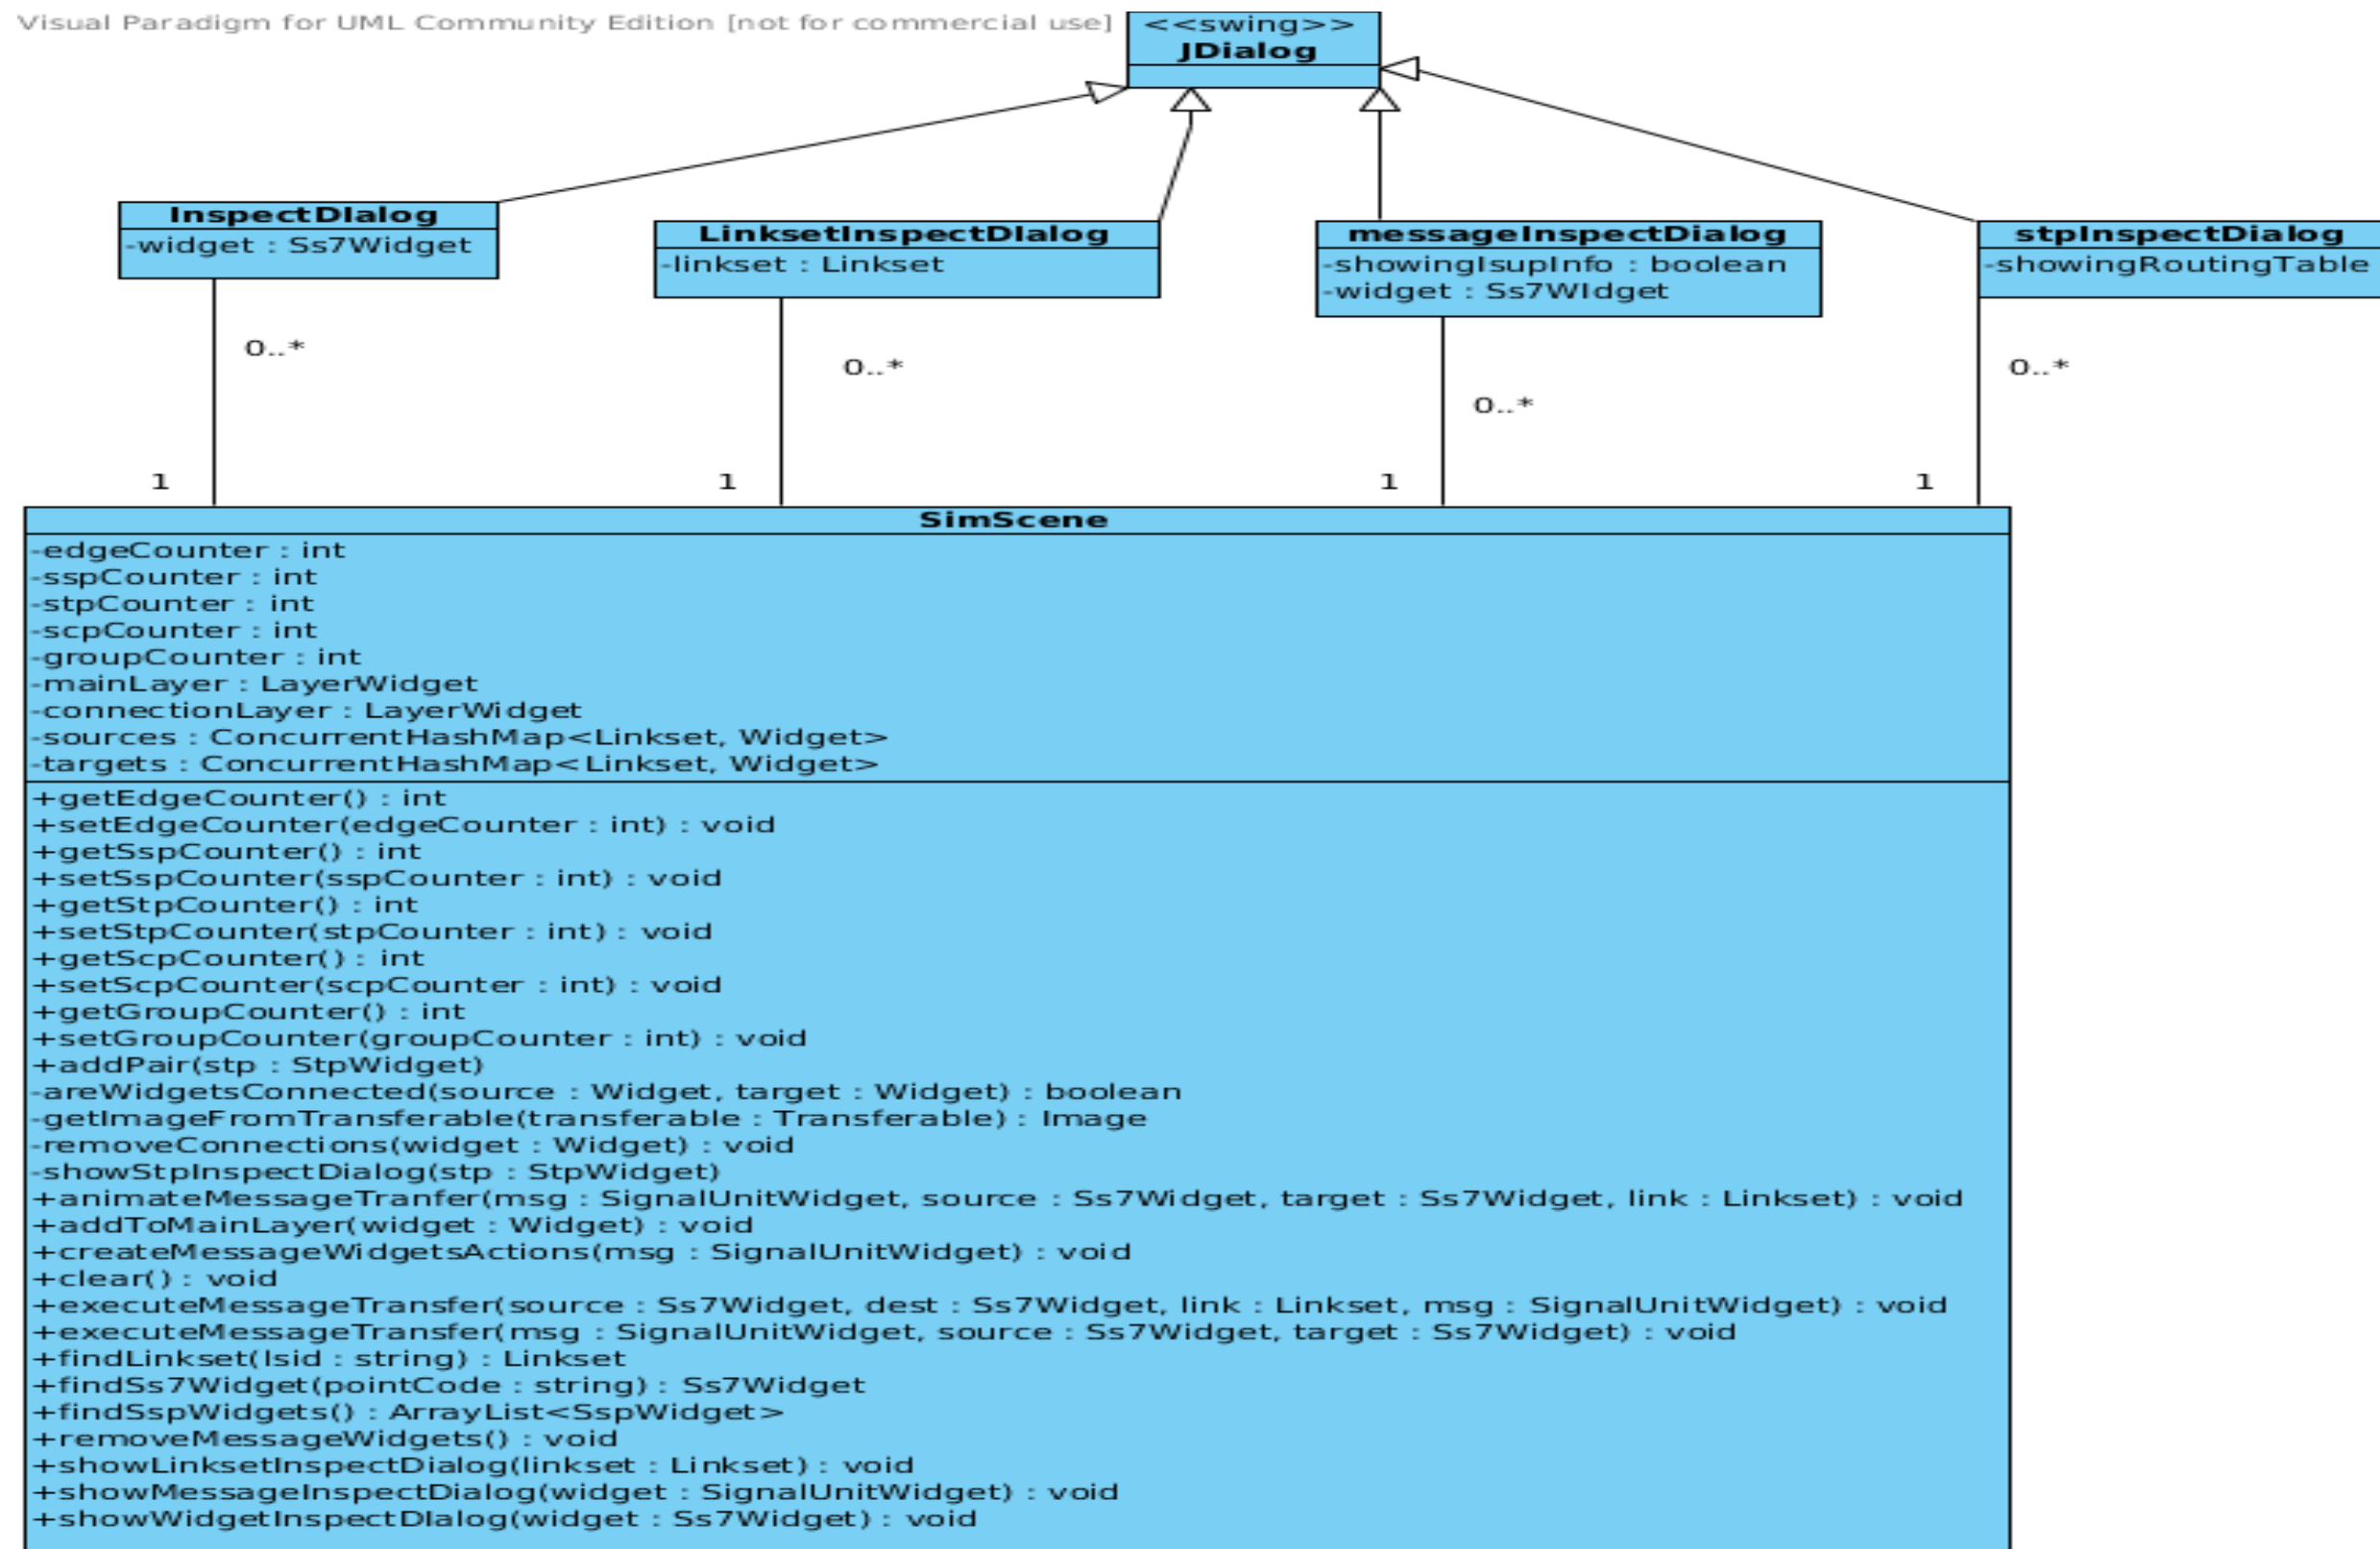 Visual Paradigm for UML Community Edition [not for commercial use]
<<swing>>
JDialog
InspectDIalog
-widget : Ss7Widget
LinksetInspectDIalog
-linkset : Linkset
messageInspectDialog
-showingIsupInfo : boolean
-widget : Ss7WIdget
stpInspectDialog
-showingRoutingTable
0..*
0..*
0..*
0..*
1
1
1
1
SimScene
-edgeCounter : int
-sspCounter : int
-stpCounter : int
-scpCounter : int
-groupCounter : int
-mainLayer : LayerWidget
-connectionLayer : LayerWidget
-sources : ConcurrentHashMap<Linkset, Widget>
-targets : ConcurrentHashMap<Linkset, Widget>
+getEdgeCounter() : int
+setEdgeCounter(edgeCounter : int) : void
+getSspCounter() : int
+setSspCounter(sspCounter : int) : void
+getStpCounter() : int
+setStpCounter(stpCounter : int) : void
+getScpCounter() : int
+setScpCounter(scpCounter : int) : void
+getGroupCounter() : int
+setGroupCounter(groupCounter : int) : void
+addPair(stp : StpWidget)
-areWidgetsConnected(source : Widget, target : Widget) : boolean
-getImageFromTransferable(transferable : Transferable) : Image
-removeConnections(widget : Widget) : void
-showStpInspectDialog(stp : StpWidget)
+animateMessageTranfer(msg : SignalUnitWidget, source : Ss7Widget, target : Ss7Widget, link : Linkset) : void
+addToMainLayer(widget : Widget) : void
+createMessageWidgetsActions(msg : SignalUnitWidget) : void
+clear() : void
+executeMessageTransfer(source : Ss7Widget, dest : Ss7Widget, link : Linkset, msg : SignalUnitWidget) : void
+executeMessageTransfer(msg : SignalUnitWidget, source : Ss7Widget, target : Ss7Widget) : void
+findLinkset(lsid : string) : Linkset
+findSs7Widget(pointCode : string) : Ss7Widget
+findSspWidgets() : ArrayList<SspWidget>
+removeMessageWidgets() : void
+showLinksetInspectDialog(linkset : Linkset) : void
+showMessageInspectDialog(widget : SignalUnitWidget) : void
+showWidgetInspectDIalog(widget : Ss7Widget) : void